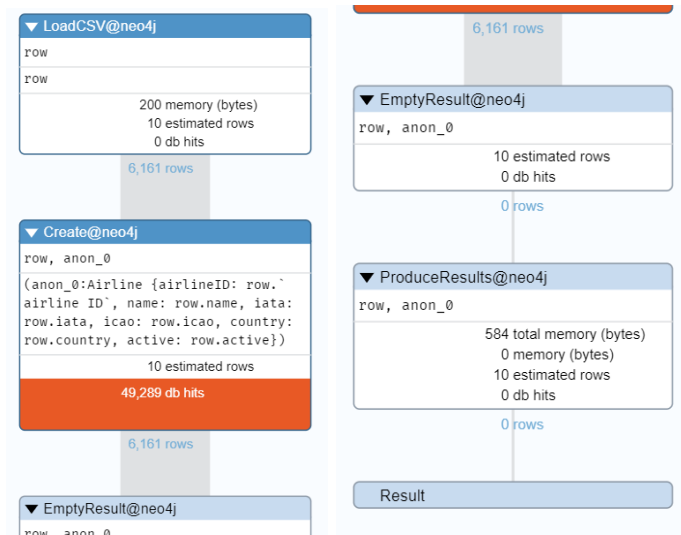 LoadCSV@neo4j
row
row
200 memory (bytes)
10 estimated rows
0 db hits
6,161 rows
Create@neo4j
row, anon_0
(anon_0:Airline {airlineID: row.`
airline ID`, name: row.name, iata:
row.iata, icao: row.icao, country:
row.country, active: row.active})
10 estimated rows
49,289 db hits
6,161 rows
EmptyResult@neo4j
row, anon_0
6,161 rows
EmptyResult@neo4j
row, anon_0
10 estimated rows
0 db hits
0 rows
ProduceResults@neo4j
row, anon_0
584 total memory (bytes)
0 memory (bytes)
10 estimated rows
0 db hits
0 rows
Result